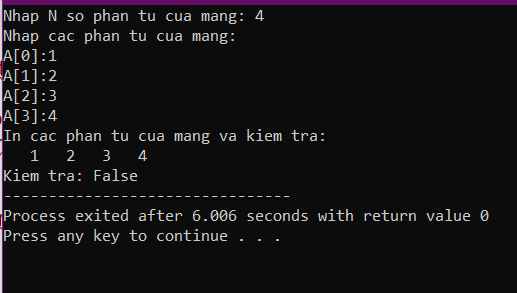 Nhap N so phan tu cua mang: 4
Nhap cac phan tu cua mang:
A[0]:1
A[1]:2
A[2]:3
A[3]:4
In cac phan tu cua mang va kiem tra:
   1   2   3   4
Kiem tra: False
--------------------------------
Process exited after 6.006 seconds with return value 0
Press any key to continue . . .